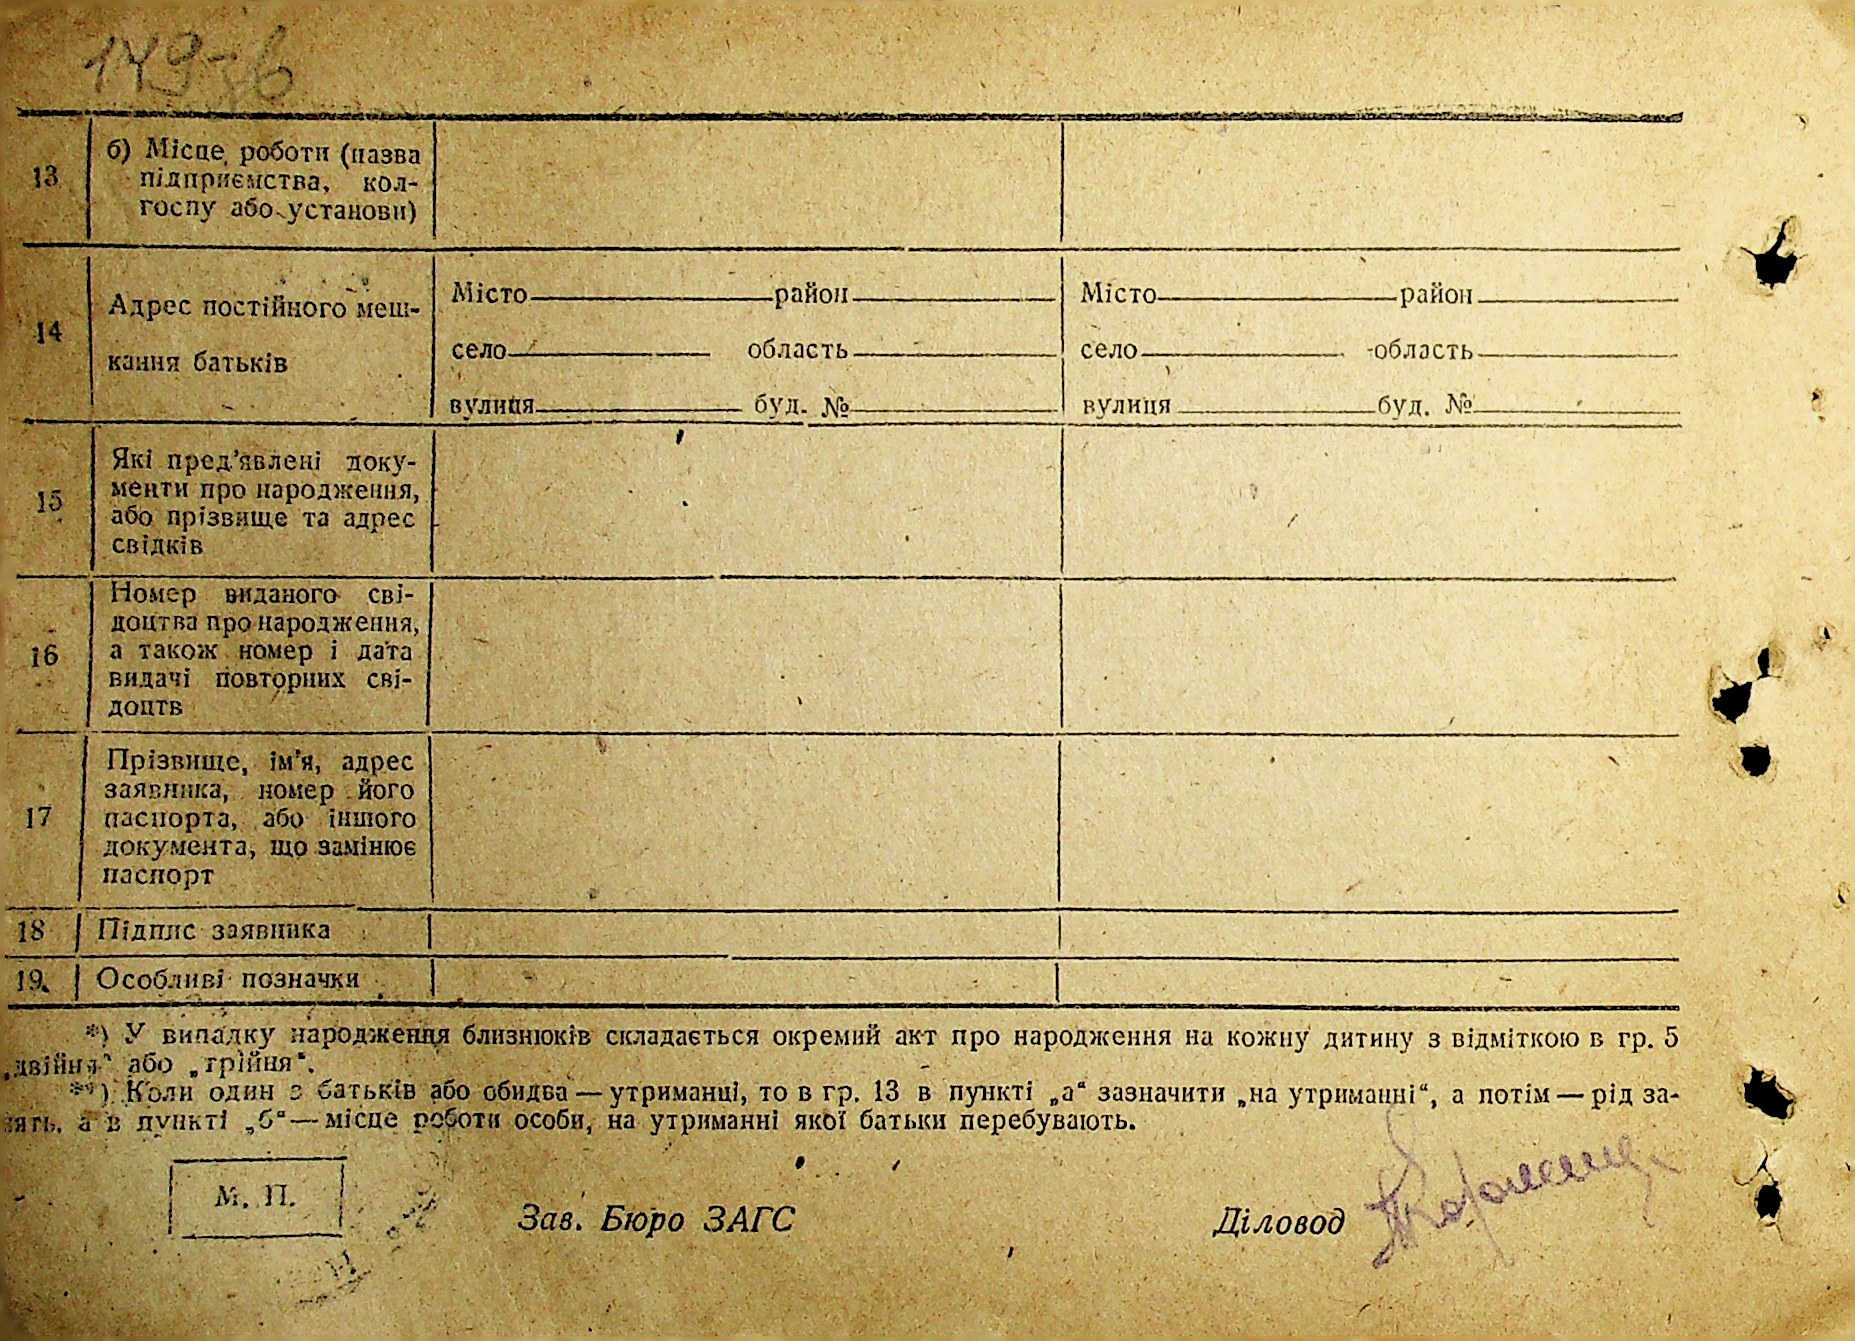 13
б) Місце роботи (назва
підприємства, кол-
госпу або установи)
14
Адрес постійного меш-
кання батьків
Місто район
село область
вулиця буд. №
Місто район
село область
вулиця буд. №
15
Які пред'явлені доку-
менти про народження,
або прізвище та адрес
свідків
16
Номер виданого сві-
доцтва про народження,
а також номер і дата
видачі повторних сві-
доцтв
17
Прізвище, ім'я, адрес
заявника, номер його
паспорта, або іншого
документа, що замінює
паспорт
18
Підпис заявника
19
Особливі позначки
*) У випадку народження близнюків складається окремий акт про народження на кожну дитину з відміткою в гр. 5
„двійня“ або „трійня“.
**) Коли один з батьків або обидва — утриманці, то в гр. 13 в пункті „а“ зазначити „на утриманні“, а потім — рід за-
нять, а в пункті „б“ — місце роботи особи, на утриманні якої батьки перебувають.
М. П.
Зав. Бюро ЗАГС
Діловод